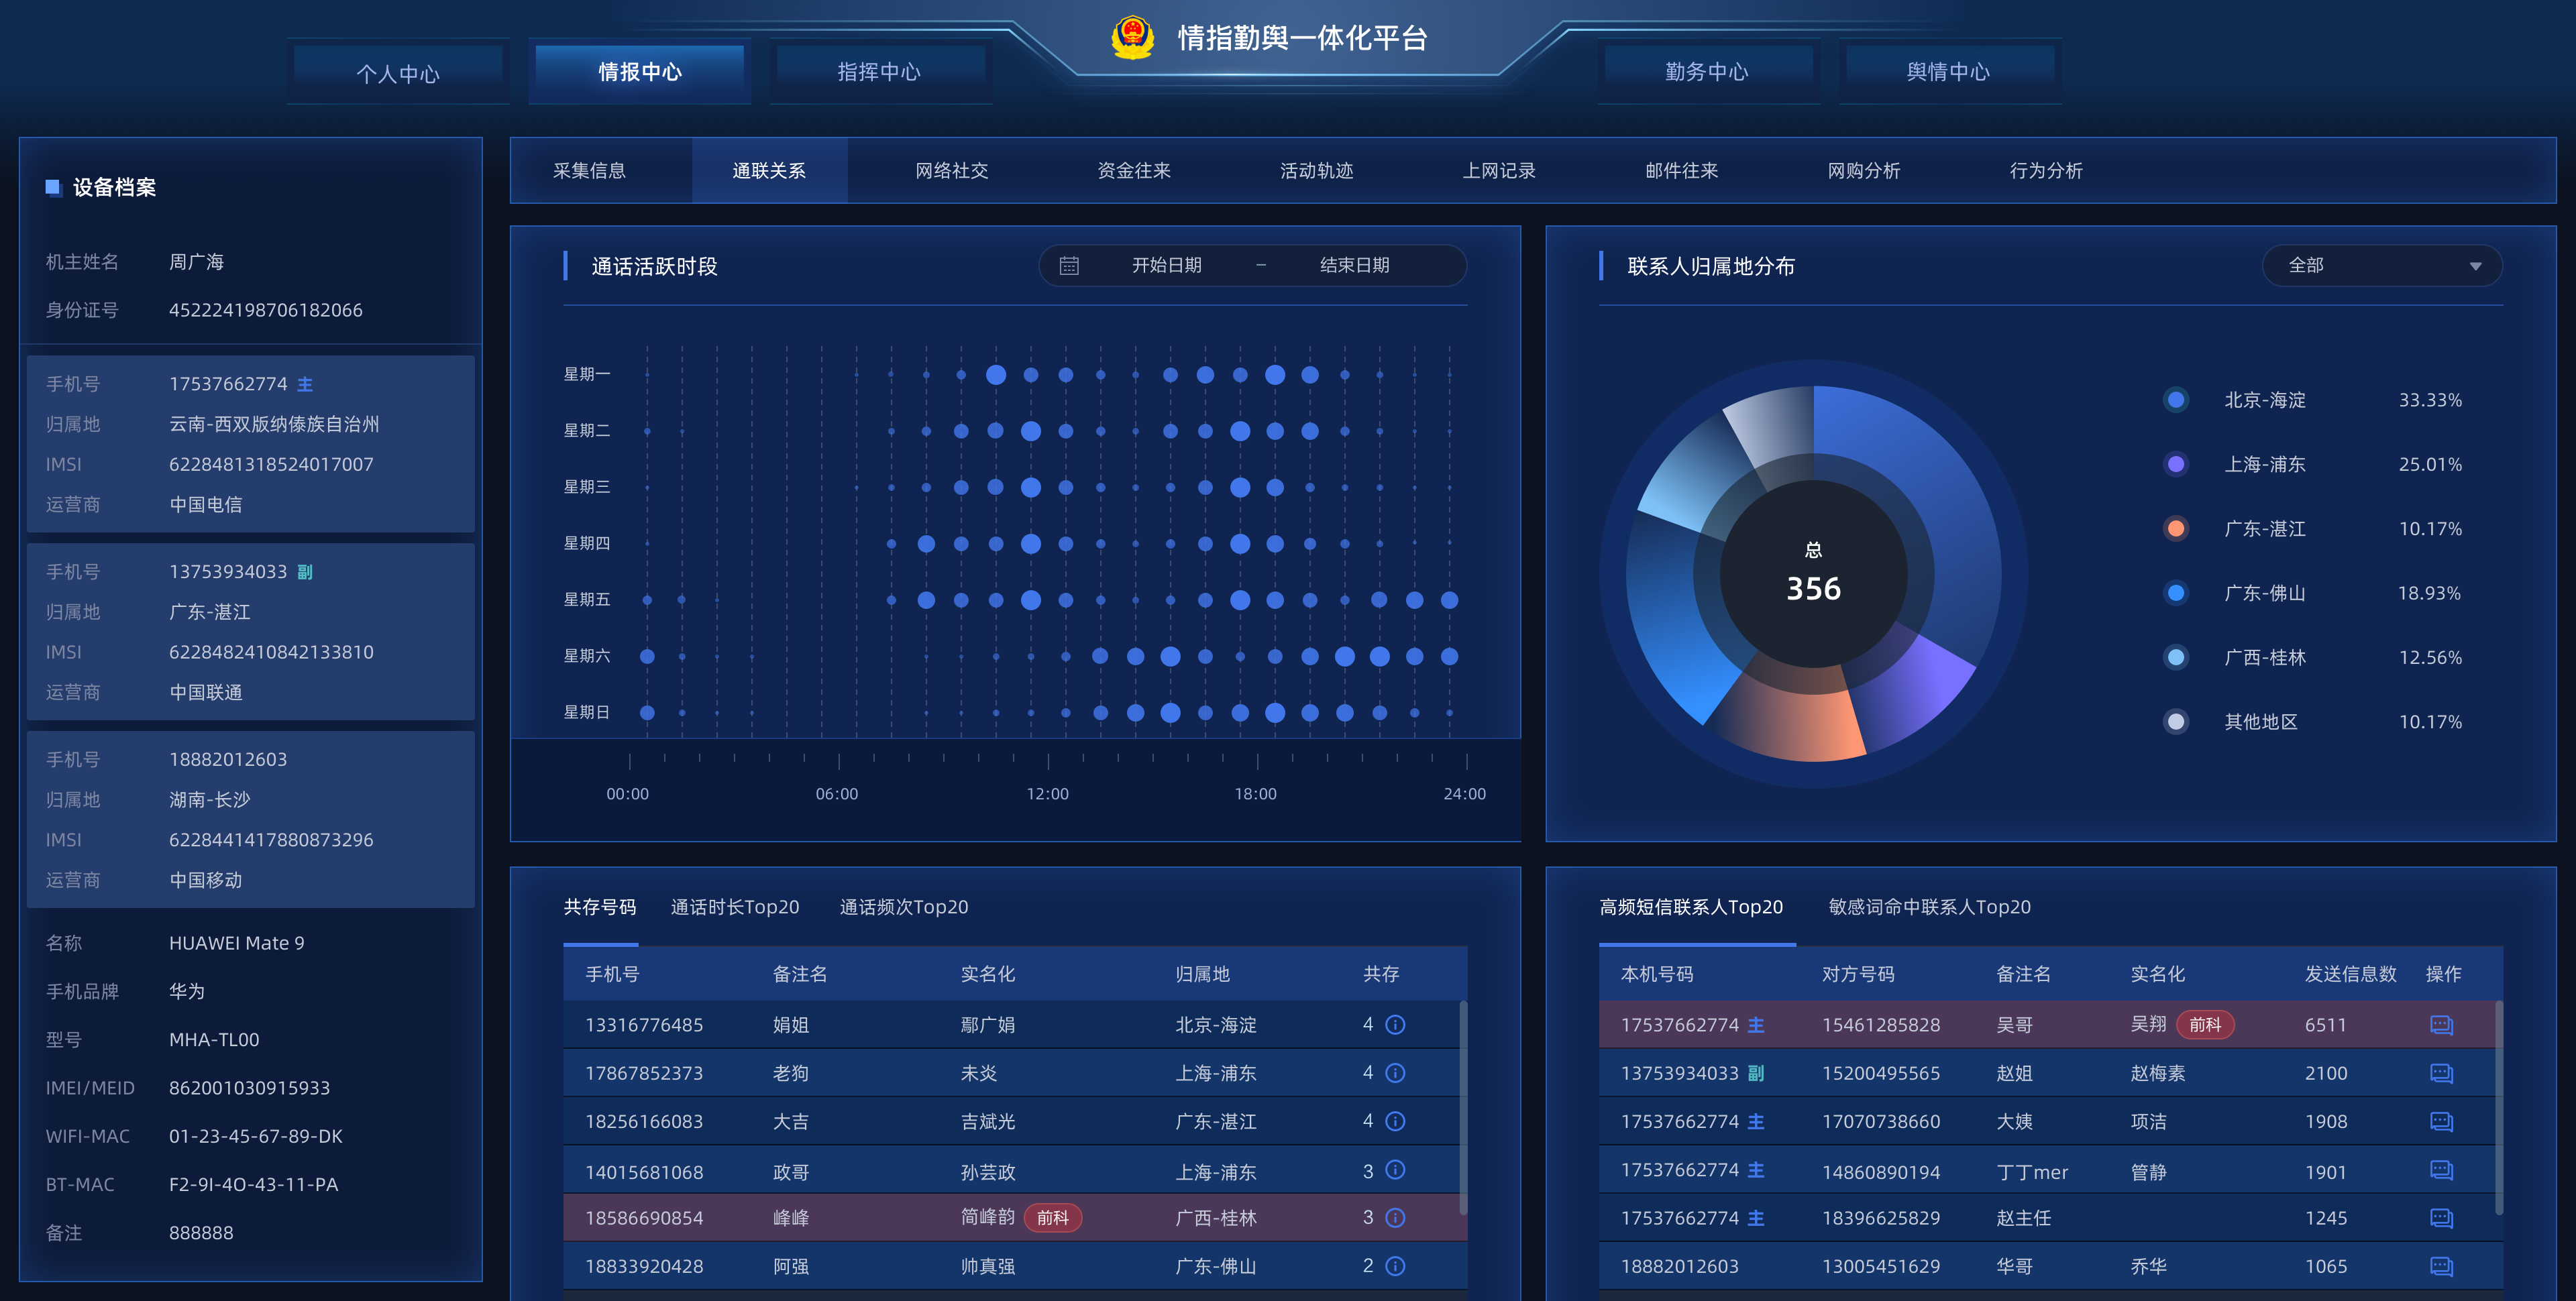 情指勤舆一体化平台
个人中心 情报中心 指挥中心 勤务中心 舆情中心
设备档案
机主姓名 周广海
身份证号 452224198706182066
手机号 17537662774 主
归属地 云南-西双版纳傣族自治州
IMSI 6228481318524017007
运营商 中国电信
手机号 13753934033 副
归属地 广东-湛江
IMSI 6228482410842133810
运营商 中国联通
手机号 18882012603
归属地 湖南-长沙
IMSI 6228441417880873296
运营商 中国移动
名称 HUAWEI Mate 9
手机品牌 华为
型号 MHA-TL00
IMEI/MEID 862001030915933
WIFI-MAC 01-23-45-67-89-DK
BT-MAC F2-9I-4O-43-11-PA
备注 888888
采集信息 通联关系 网络社交 资金往来 活动轨迹 上网记录 邮件往来 网购分析 行为分析
通话活跃时段 开始日期 – 结束日期
星期一
星期二
星期三
星期四
星期五
星期六
星期日
00:00 06:00 12:00 18:00 24:00
联系人归属地分布 全部
总
356
北京-海淀 33.33%
上海-浦东 25.01%
广东-湛江 10.17%
广东-佛山 18.93%
广西-桂林 12.56%
其他地区 10.17%
共存号码 通话时长Top20 通话频次Top20
手机号 备注名 实名化 归属地 共存
13316776485 娟姐 鄢广娟 北京-海淀 4
17867852373 老狗 未炎 上海-浦东 4
18256166083 大吉 吉斌光 广东-湛江 4
14015681068 政哥 孙芸政 上海-浦东 3
18586690854 峰峰 简峰韵 前科 广西-桂林 3
18833920428 阿强 帅真强 广东-佛山 2
高频短信联系人Top20 敏感词命中联系人Top20
本机号码 对方号码 备注名 实名化 发送信息数 操作
17537662774 主 15461285828 吴哥 吴翔 前科 6511
13753934033 副 15200495565 赵姐 赵梅素 2100
17537662774 主 17070738660 大姨 项洁 1908
17537662774 主 14860890194 丁丁mer 管静 1901
17537662774 主 18396625829 赵主任 1245
18882012603 13005451629 华哥 乔华 1065